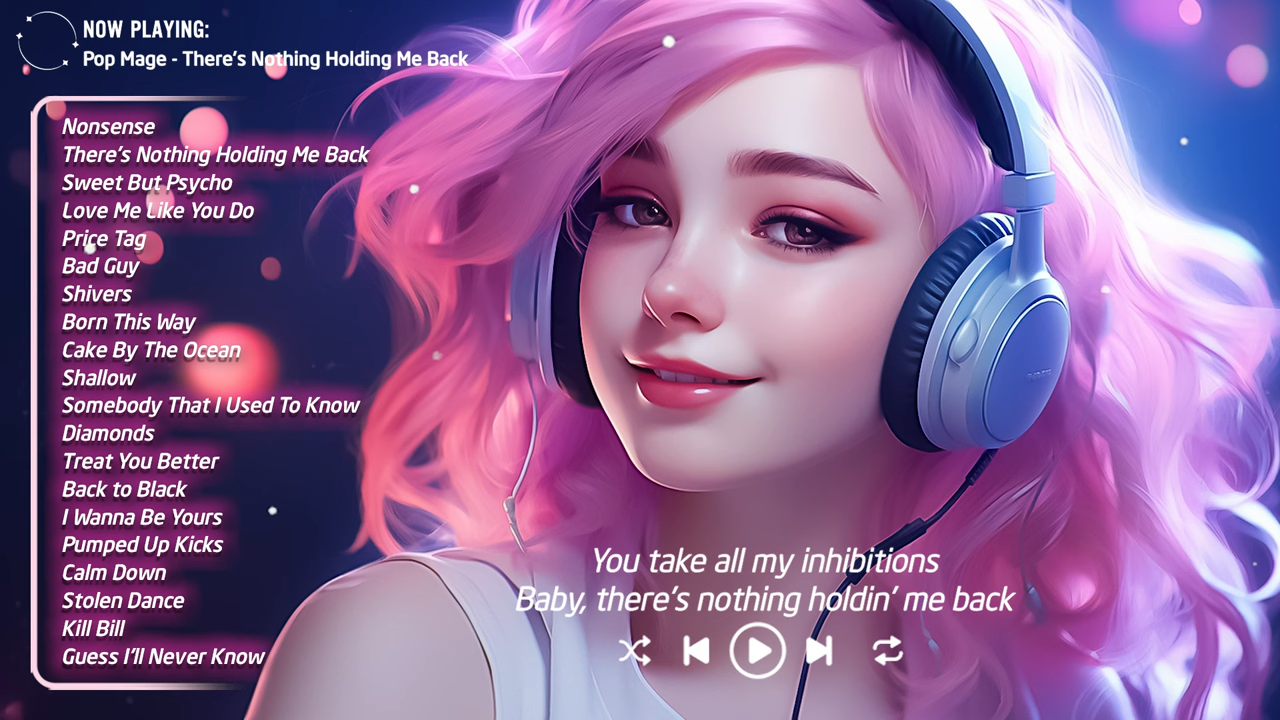 NOW PLAYING:
Pop Mage - There's Nothing Holding Me Back
Nonsense
There's Nothing Holding Me Back
Sweet But Psycho
Love Me Like You Do
Price Tag
Bad Guy
Shivers
Born This Way
Cake By The Ocean
Shallow
Somebody That I Used To Know
Diamonds
Treat You Better
Back to Black
I Wanna Be Yours
Pumped Up Kicks
Calm Down
Stolen Dance
Kill Bill
Guess I'll Never Know
You take all my inhibitions
Baby, there's nothing holdin' me back